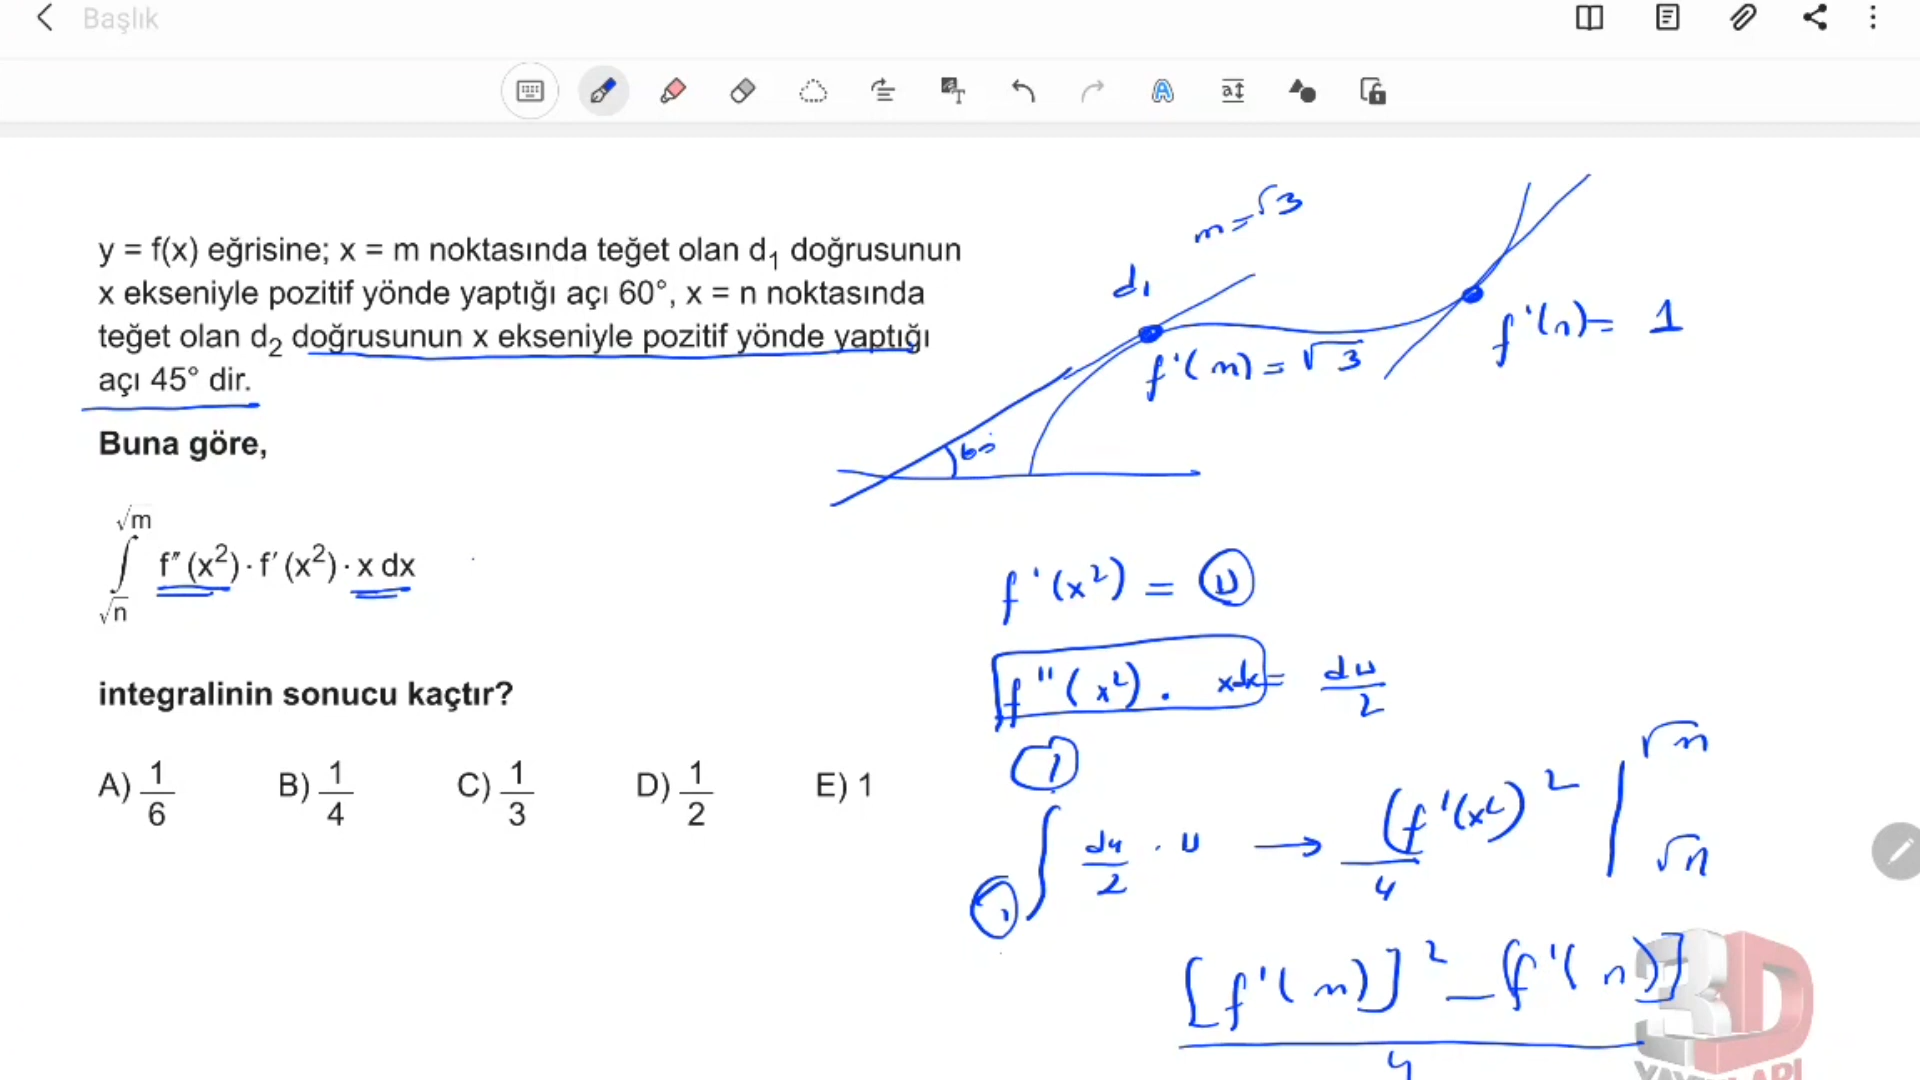 Başlık
y = f(x) eğrisine; x = m noktasında teğet olan d₁ doğrusunun
x ekseniyle pozitif yönde yaptığı açı 60°, x = n noktasında
teğet olan d₂ doğrusunun x ekseniyle pozitif yönde yaptığı
açı 45° dir.
Buna göre,
∫ √n √m f″(x²) · f′(x²) · x dx
integralinin sonucu kaçtır?
A) 1/6 B) 1/4 C) 1/3 D) 1/2 E) 1
m = √3
d₁
f'(m) = √3
f'(n) = 1
60°
f'(x²) = u
f''(x²) . xdx = du/2
∫ du/2 . u → (f'(x²)²/4 | √m √n
[f'(m)]² - (f'(n)]
4
3D